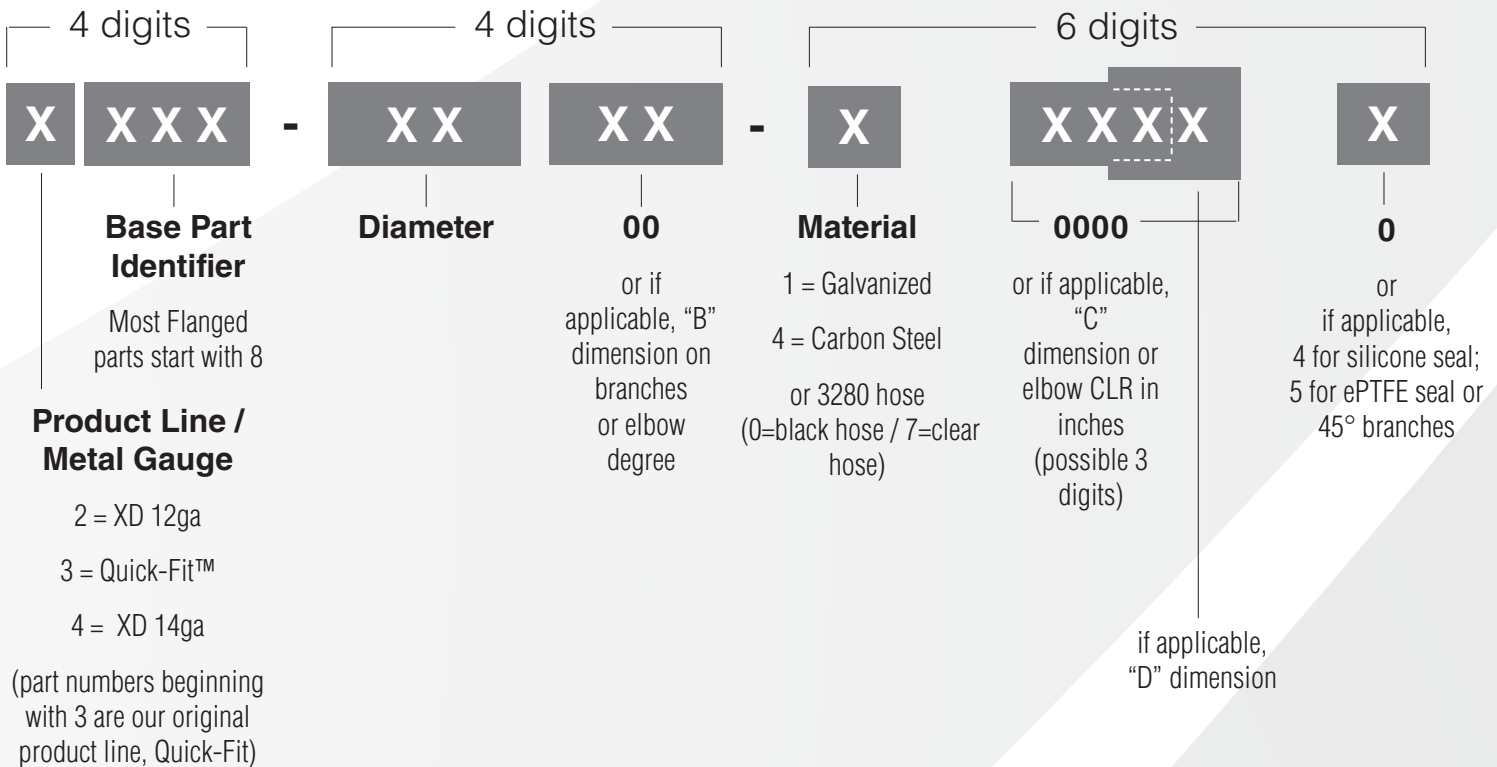 4 digits
4 digits
6 digits
X X X X - X X X X - X X X X X X
Base Part
Identifier
Most Flanged
parts start with 8
Product Line /
Metal Gauge
2 = XD 12ga
3 = Quick-Fit™
4 = XD 14ga
(part numbers beginning
with 3 are our original
product line, Quick-Fit)
Diameter
00
or if
applicable, “B”
dimension on
branches
or elbow
degree
Material
1 = Galvanized
4 = Carbon Steel
or 3280 hose
(0=black hose / 7=clear
hose)
0000
or if applicable,
“C”
dimension or
elbow CLR in
inches
(possible 3
digits)
if applicable,
“D” dimension
0
or
if applicable,
4 for silicone seal;
5 for ePTFE seal or
45° branches